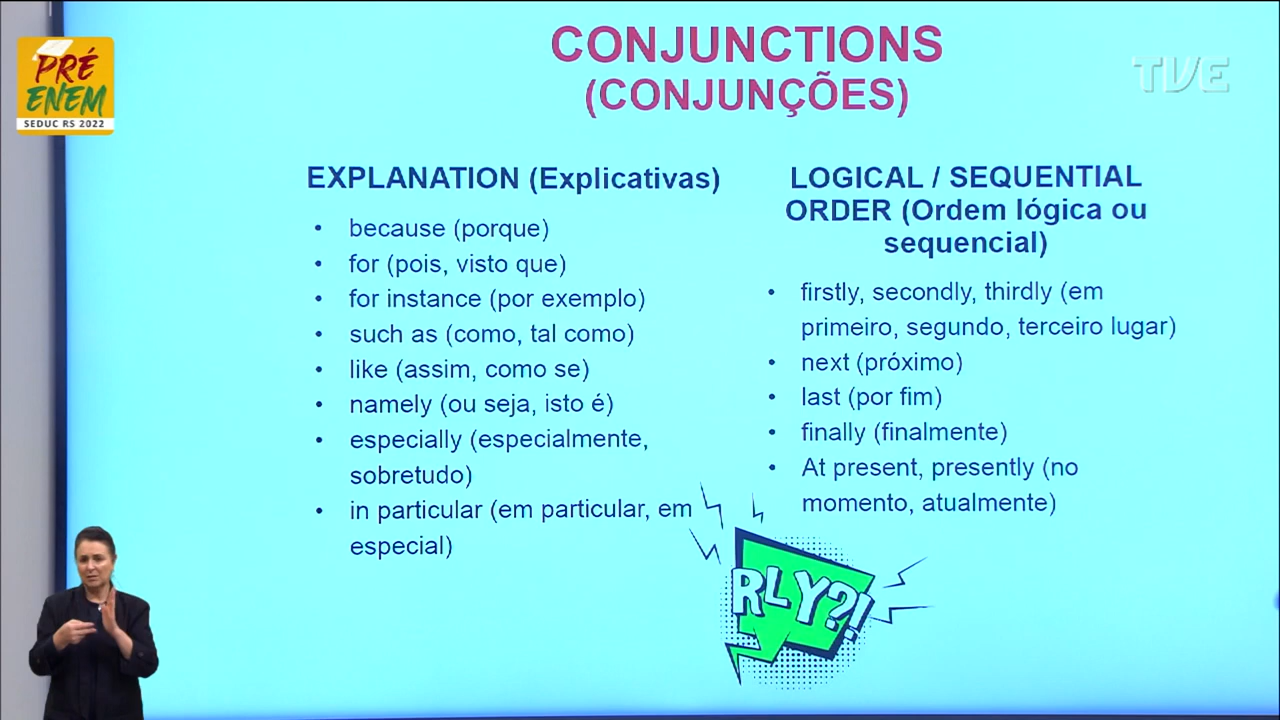 PRÉ
ENEM
SEDUC RS 2022
TVE
CONJUNCTIONS
(CONJUNÇÕES)
EXPLANATION (Explicativas)
• because (porque)
• for (pois, visto que)
• for instance (por exemplo)
• such as (como, tal como)
• like (assim, como se)
• namely (ou seja, isto é)
• especially (especialmente,
sobretudo)
• in particular (em particular, em
especial)
LOGICAL / SEQUENTIAL
ORDER (Ordem lógica ou
sequencial)
• firstly, secondly, thirdly (em
primeiro, segundo, terceiro lugar)
• next (próximo)
• last (por fim)
• finally (finalmente)
• At present, presently (no
momento, atualmente)
RLY?!